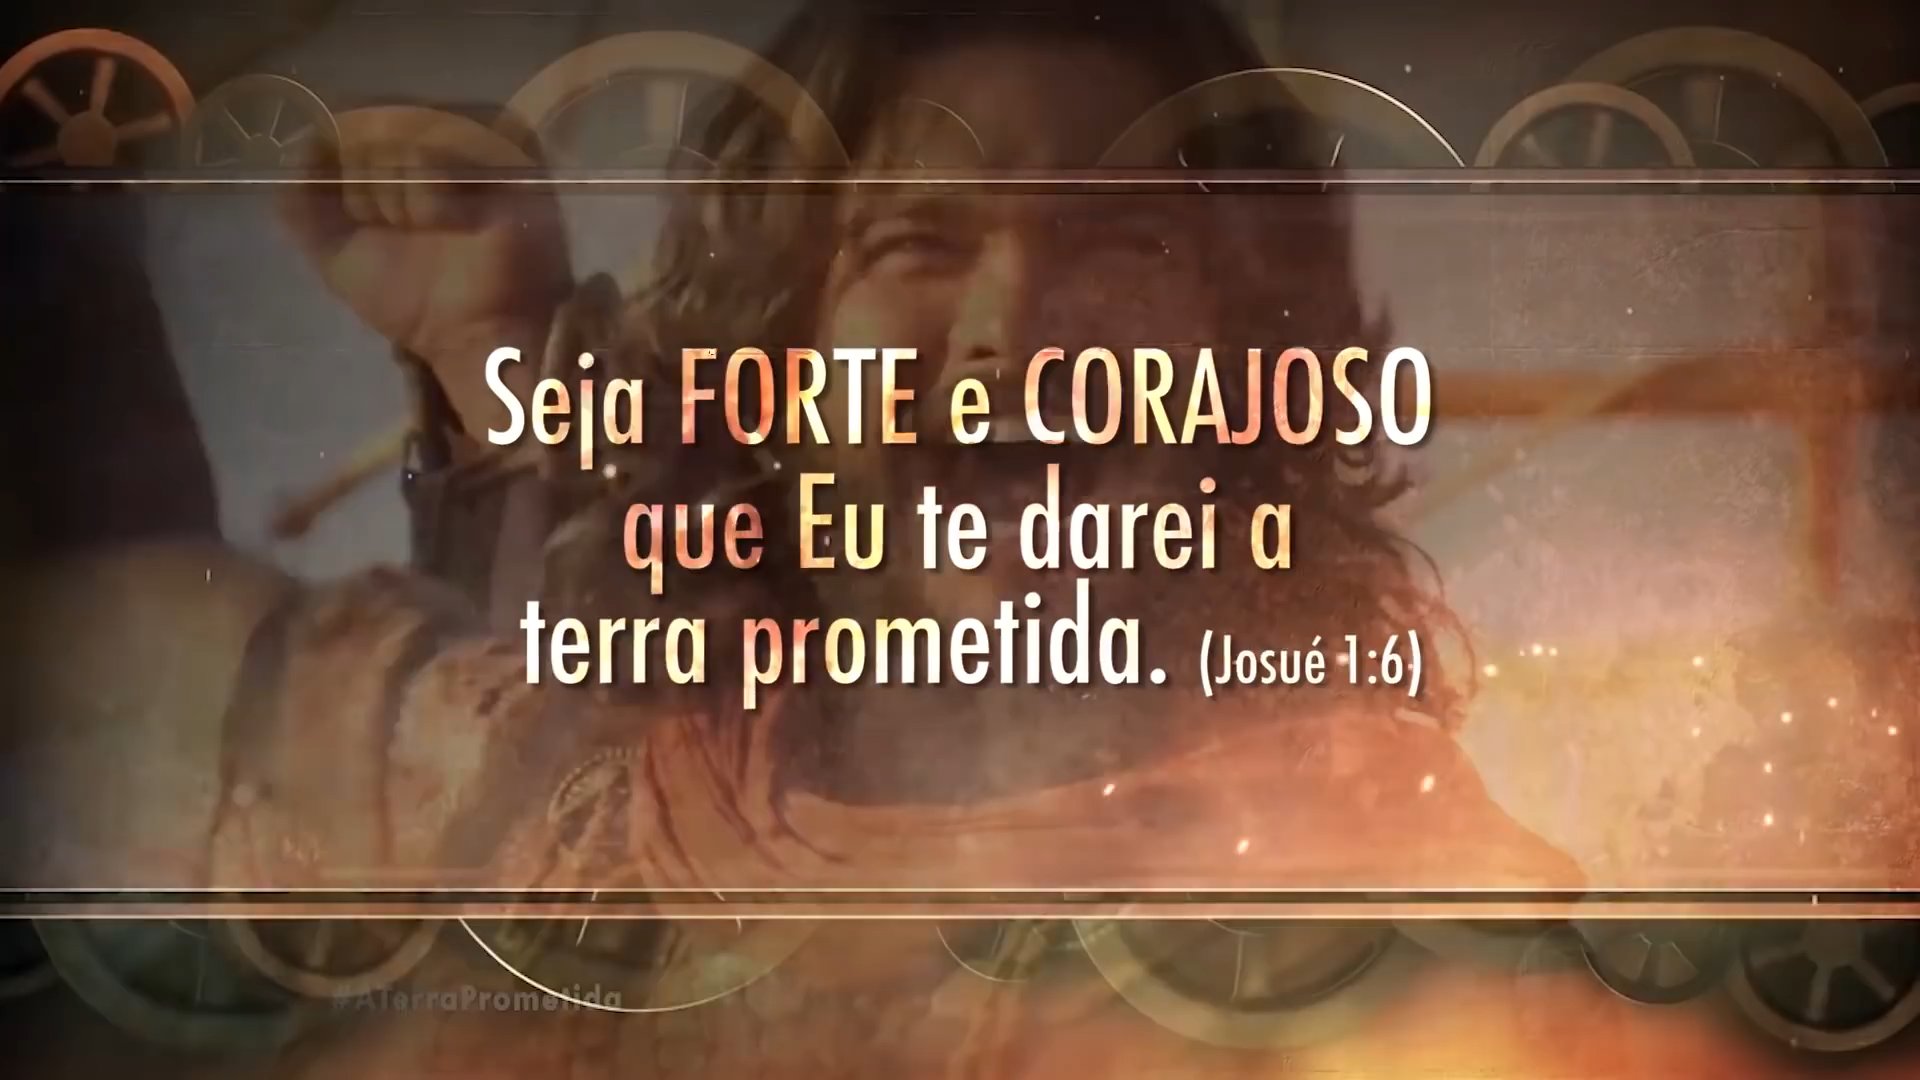 Seja FORTE e CORAJOSO
que Eu te darei a
terra prometida. (Josué 1:6)
#ATerraPrometida